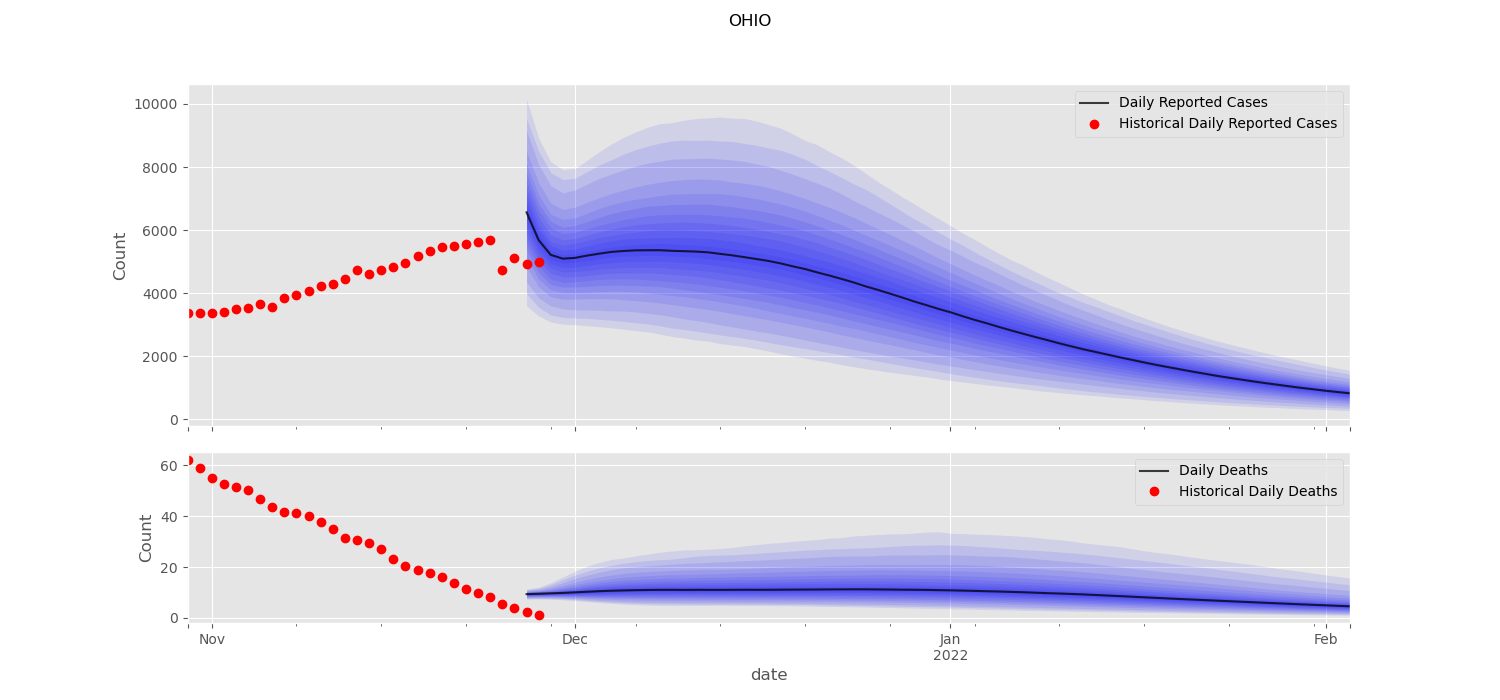 OHIO
Count
10000
8000
6000
4000
2000
0
Daily Reported Cases
Historical Daily Reported Cases
Count
60
40
20
0
Daily Deaths
Historical Daily Deaths
Nov
Dec
Jan
2022
Feb
date